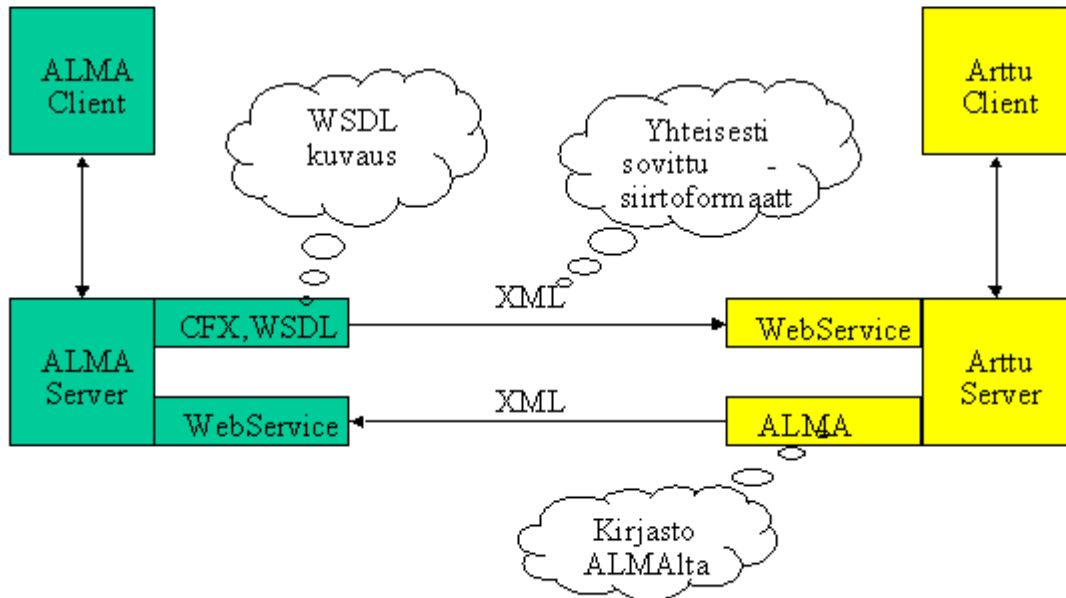 ALMA
Client
WSDL
kuvaus
Yhteisesti
sovittu -
siirtoformaatt
Arttu
Client
XML
CFX,WSDL
WebService
ALMA
Server
Arttu
Server
XML
WebService
ALMA
Kirjasto
ALMAlta